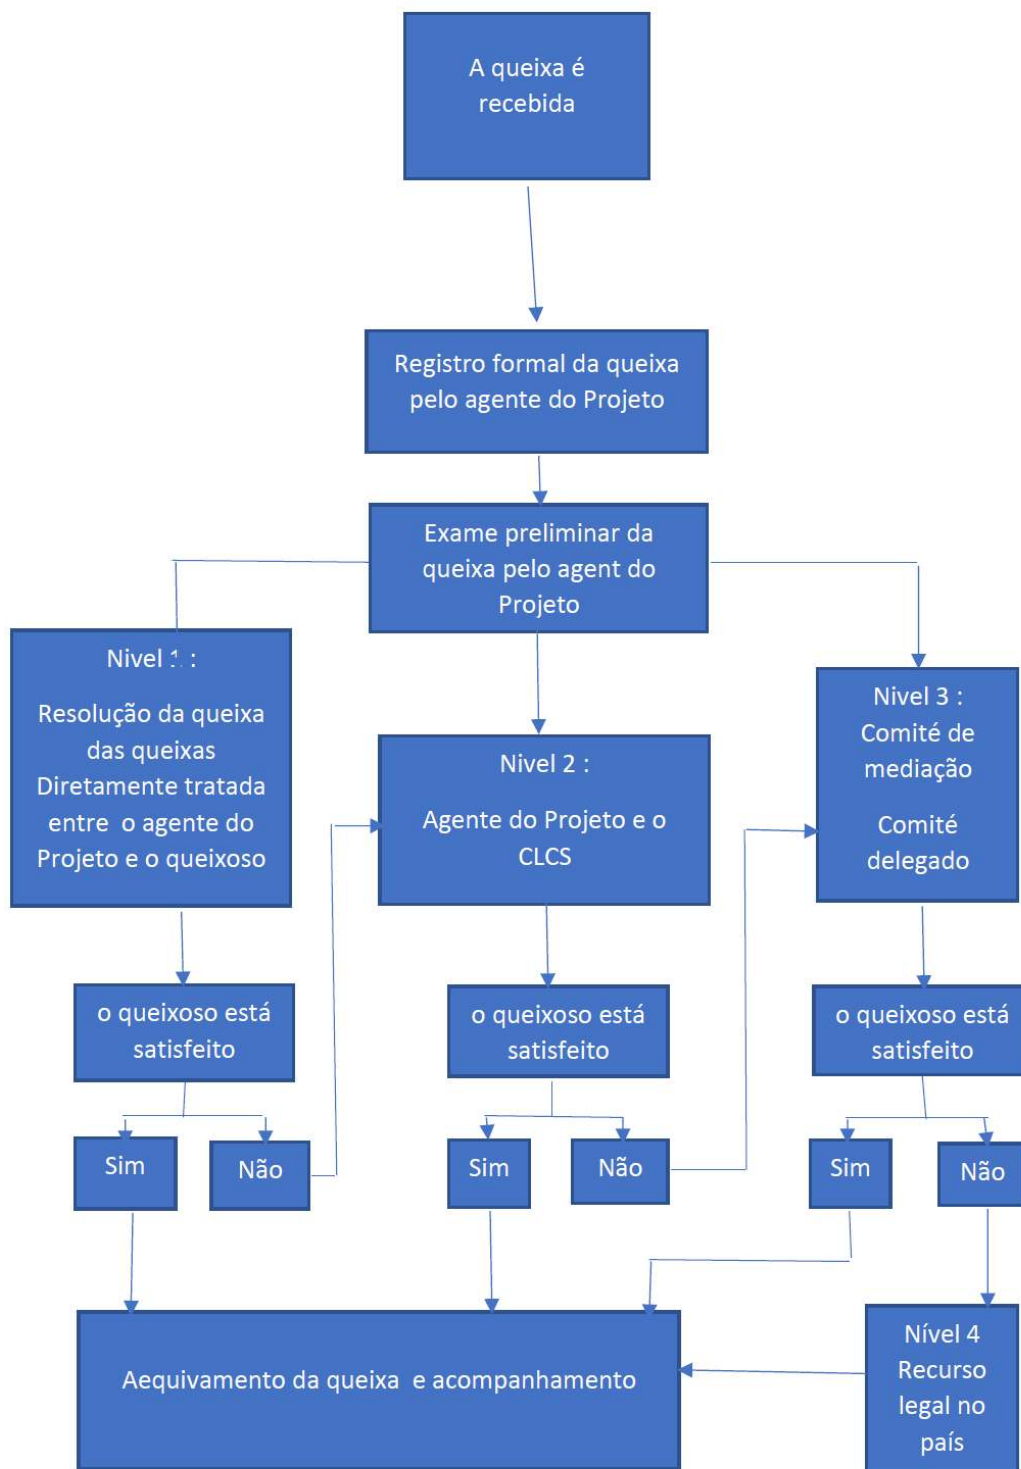 A queixa é
recebida
Registro formal da queixa
pelo agente do Projeto
Exame preliminar da
queixa pelo agent do
Projeto
Nivel 1 :
Resolução da queixa
das queixas
Diretamente tratada
entre o agente do
Projeto e o queixoso
Nivel 2 :
Agente do Projeto e o
CLCS
Nivel 3 :
Comité de
mediação
Comité
delegado
o queixoso está
satisfeito
o queixoso está
satisfeito
o queixoso está
satisfeito
Sim
Não
Sim
Não
Sim
Não
Aequivamento da queixa e acompanhamento
Nível 4
Recurso
legal no
país